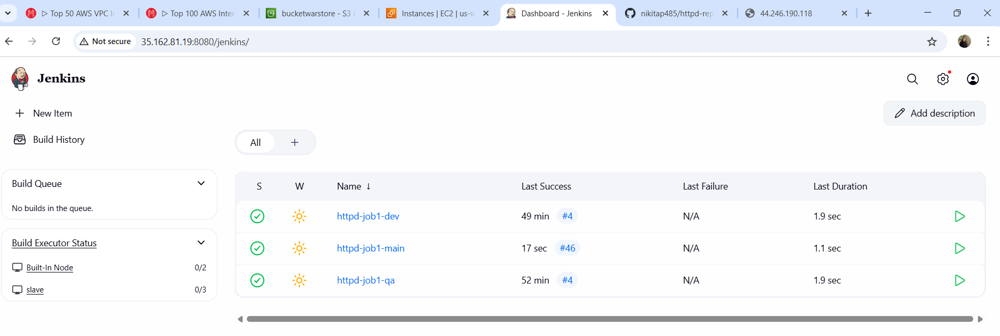 ▷ Top 50 AWS VPC I
▷ Top 100 AWS Inter
bucketwarstore - S3
Instances | EC2 | us-w
Dashboard - Jenkins
nikitap485/httpd-rep
44.246.190.118
Not secure
35.162.81.19:8080/jenkins/
Jenkins
New Item
Add description
Build History
All
Build Queue
No builds in the queue.
Build Executor Status
Built-In Node 0/2
slave 0/3
S W Name ↓ Last Success Last Failure Last Duration
httpd-job1-dev 49 min #4 N/A 1.9 sec
httpd-job1-main 17 sec #46 N/A 1.1 sec
httpd-job1-qa 52 min #4 N/A 1.9 sec